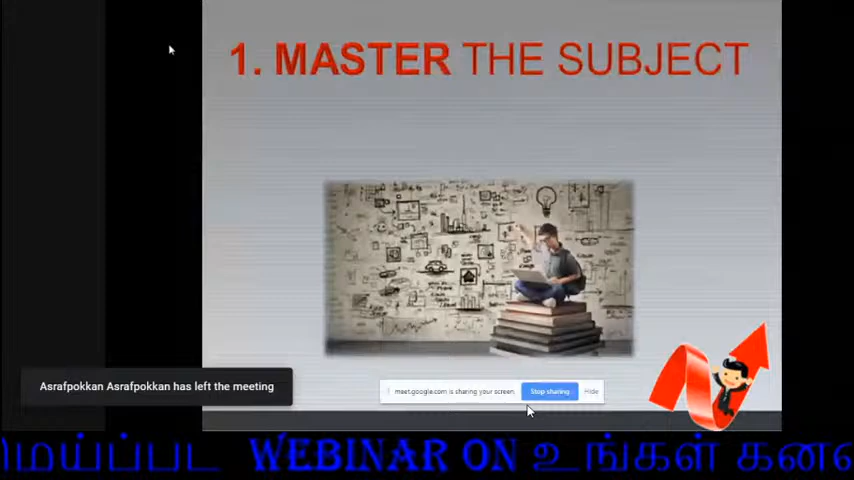 1. MASTER THE SUBJECT
Asrafpokkan Asrafpokkan has left the meeting
meet.google.com is sharing your screen. Stop sharing Hide
மெய்ப்பட WEBINAR ON உங்கள்